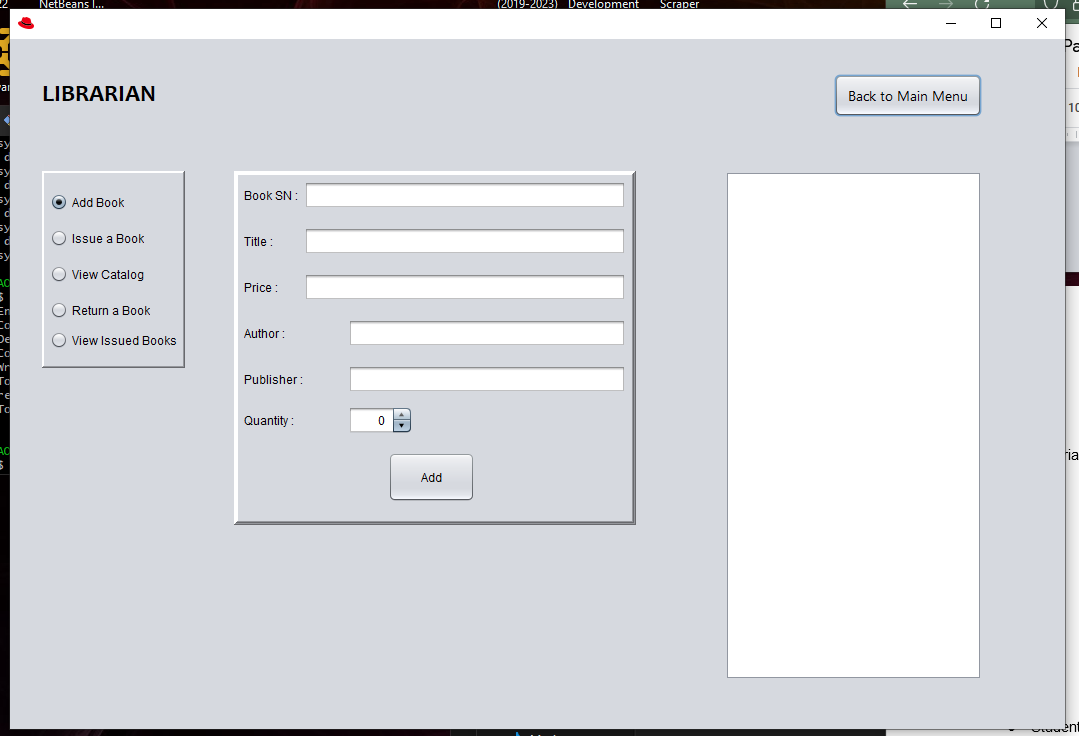 NetBeans I...
(2019-2023) Development Scraper
LIBRARIAN
Back to Main Menu
Add Book
Issue a Book
View Catalog
Return a Book
View Issued Books
Book SN :
Title :
Price :
Author :
Publisher :
Quantity :
0
Add